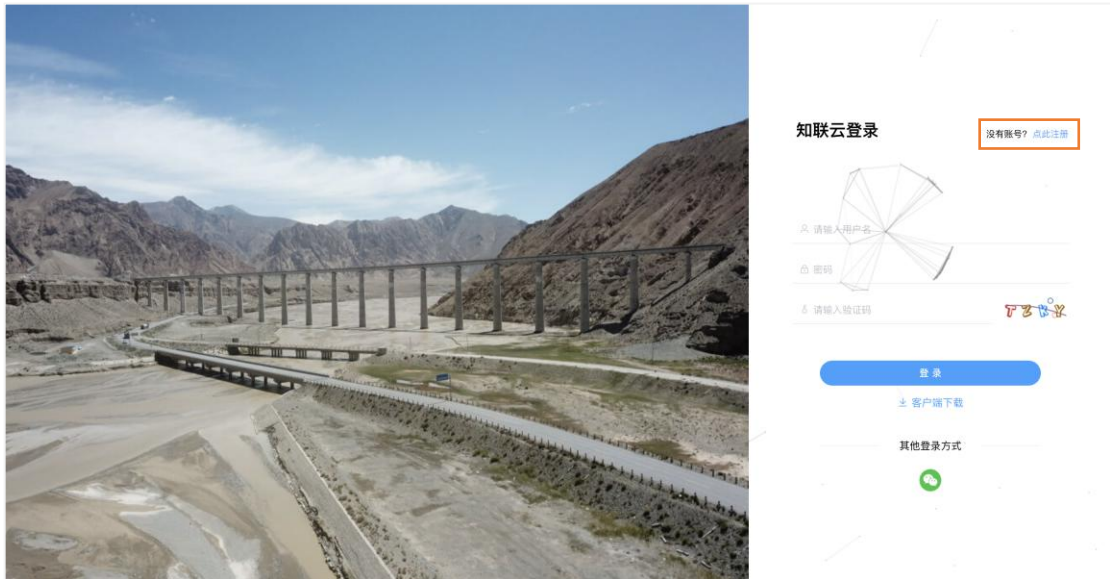 知联云登录
没有账号? 点此注册
请输入用户名
密码
请输入验证码
登 录
客户端下载
其他登录方式